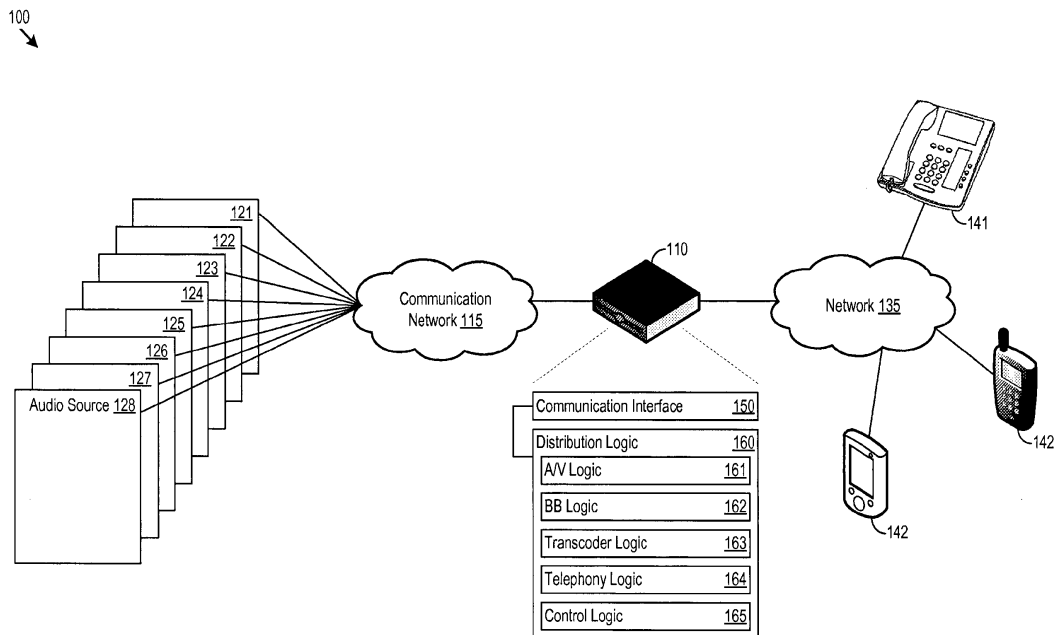 100
121
122
123
124
125
126
127
Audio Source 128
Communication
Network 115
110
Network 135
141
142
142
Communication Interface 150
Distribution Logic 160
A/V Logic 161
BB Logic 162
Transcoder Logic 163
Telephony Logic 164
Control Logic 165